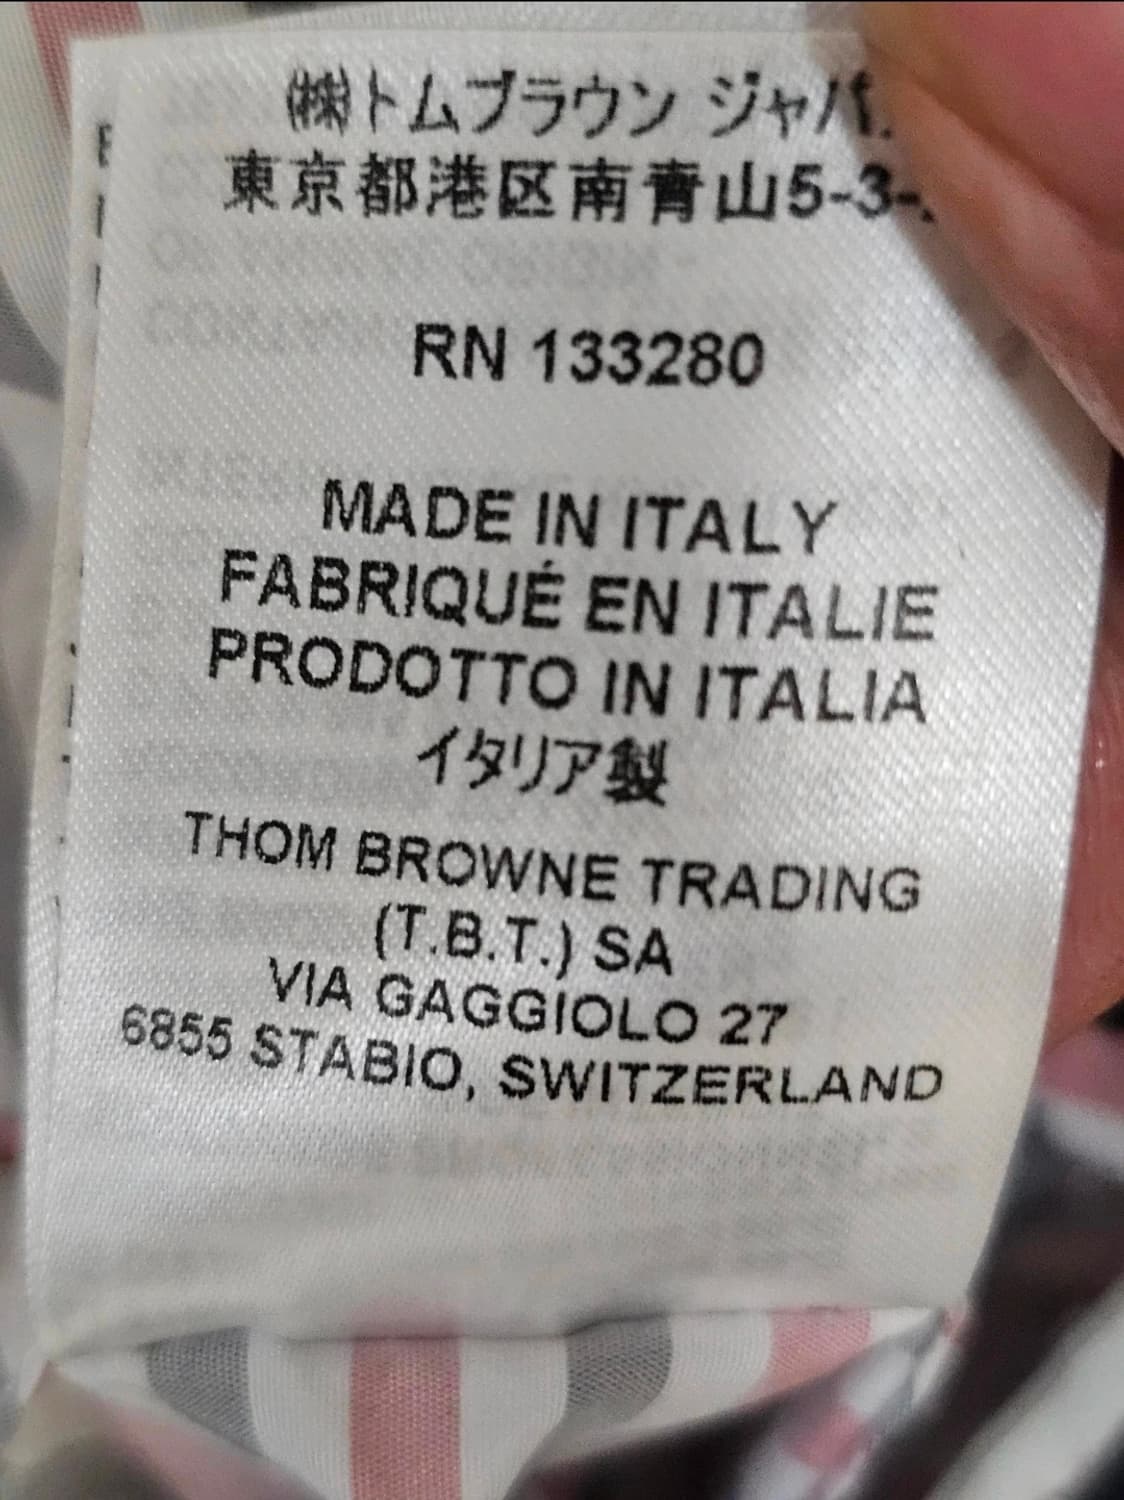 ㈱トムブラウン ジャパ
東京都港区南青山5-3-
RN 133280
MADE IN ITALY
FABRIQUÉ EN ITALIE
PRODOTTO IN ITALIA
イタリア製
THOM BROWNE TRADING
(T.B.T.) SA
VIA GAGGIOLO 27
6855 STABIO, SWITZERLAND